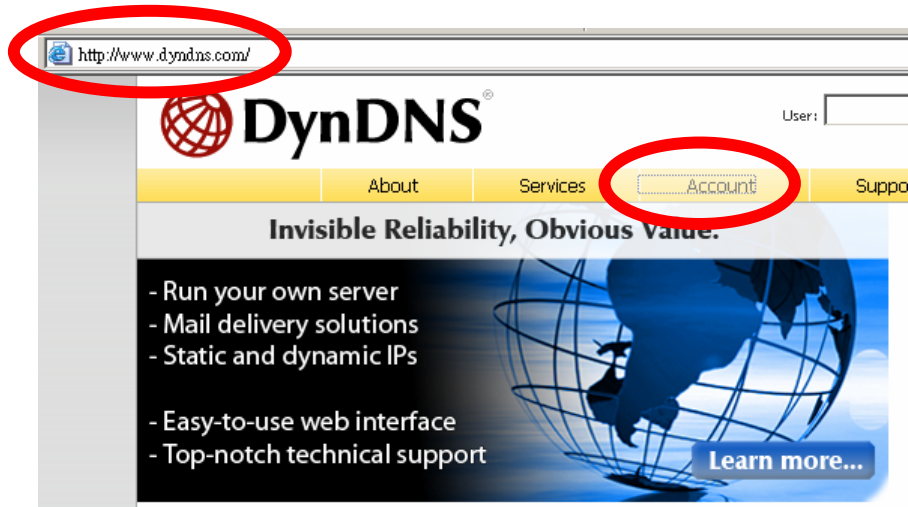 http://www.dyndns.com/
DynDNS®
User:
About Services Account Suppo
Invisible Reliability, Obvious Value.
- Run your own server
- Mail delivery solutions
- Static and dynamic IPs
- Easy-to-use web interface
- Top-notch technical support
Learn more...